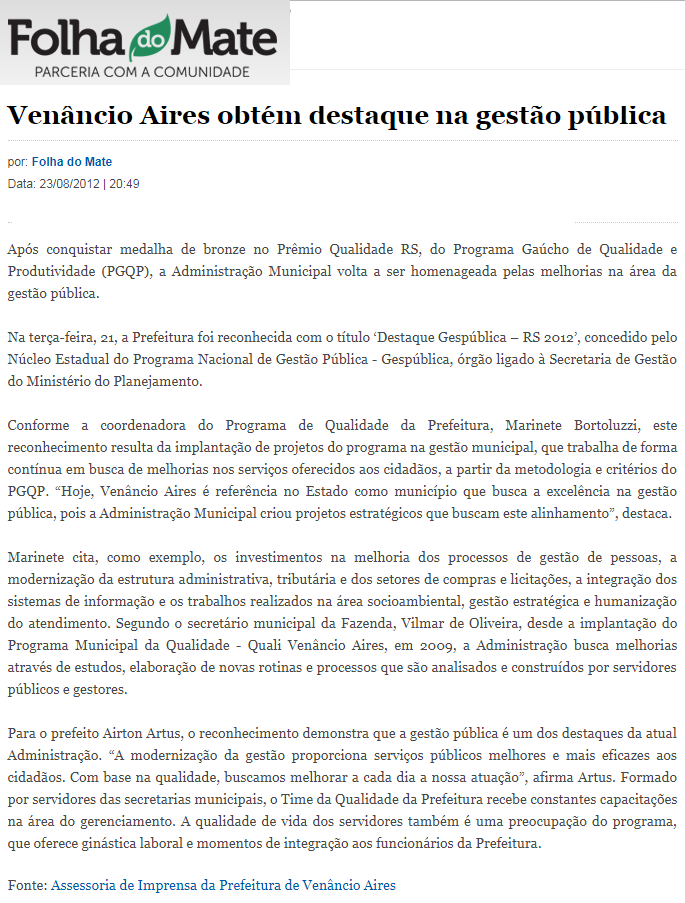 Folha do Mate
PARCERIA COM A COMUNIDADE
Venâncio Aires obtém destaque na gestão pública
por: Folha do Mate
Data: 23/08/2012 | 20:49
Após conquistar medalha de bronze no Prêmio Qualidade RS, do Programa Gaúcho de Qualidade e
Produtividade (PGQP), a Administração Municipal volta a ser homenageada pelas melhorias na área da
gestão pública.
Na terça-feira, 21, a Prefeitura foi reconhecida com o título ‘Destaque Gespública – RS 2012’, concedido pelo
Núcleo Estadual do Programa Nacional de Gestão Pública - Gespública, órgão ligado à Secretaria de Gestão
do Ministério do Planejamento.
Conforme a coordenadora do Programa de Qualidade da Prefeitura, Marinete Bortoluzzi, este
reconhecimento resulta da implantação de projetos do programa na gestão municipal, que trabalha de forma
contínua em busca de melhorias nos serviços oferecidos aos cidadãos, a partir da metodologia e critérios do
PGQP. “Hoje, Venâncio Aires é referência no Estado como município que busca a excelência na gestão
pública, pois a Administração Municipal criou projetos estratégicos que buscam este alinhamento”, destaca.
Marinete cita, como exemplo, os investimentos na melhoria dos processos de gestão de pessoas, a
modernização da estrutura administrativa, tributária e dos setores de compras e licitações, a integração dos
sistemas de informação e os trabalhos realizados na área socioambiental, gestão estratégica e humanização
do atendimento. Segundo o secretário municipal da Fazenda, Vilmar de Oliveira, desde a implantação do
Programa Municipal da Qualidade - Quali Venâncio Aires, em 2009, a Administração busca melhorias
através de estudos, elaboração de novas rotinas e processos que são analisados e construídos por servidores
públicos e gestores.
Para o prefeito Airton Artus, o reconhecimento demonstra que a gestão pública é um dos destaques da atual
Administração. “A modernização da gestão proporciona serviços públicos melhores e mais eficazes aos
cidadãos. Com base na qualidade, buscamos melhorar a cada dia a nossa atuação”, afirma Artus. Formado
por servidores das secretarias municipais, o Time da Qualidade da Prefeitura recebe constantes capacitações
na área do gerenciamento. A qualidade de vida dos servidores também é uma preocupação do programa,
que oferece ginástica laboral e momentos de integração aos funcionários da Prefeitura.
Fonte: Assessoria de Imprensa da Prefeitura de Venâncio Aires